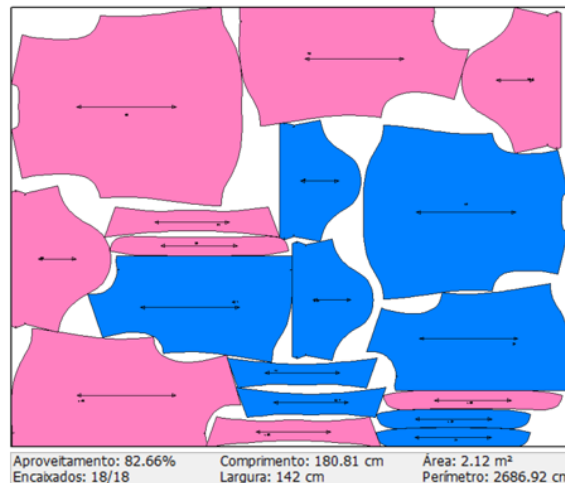 Aproveitamento: 82.66% Comprimento: 180.81 cm Área: 2.12 m²
Encaixados: 18/18 Largura: 142 cm Perímetro: 2686.92 cm